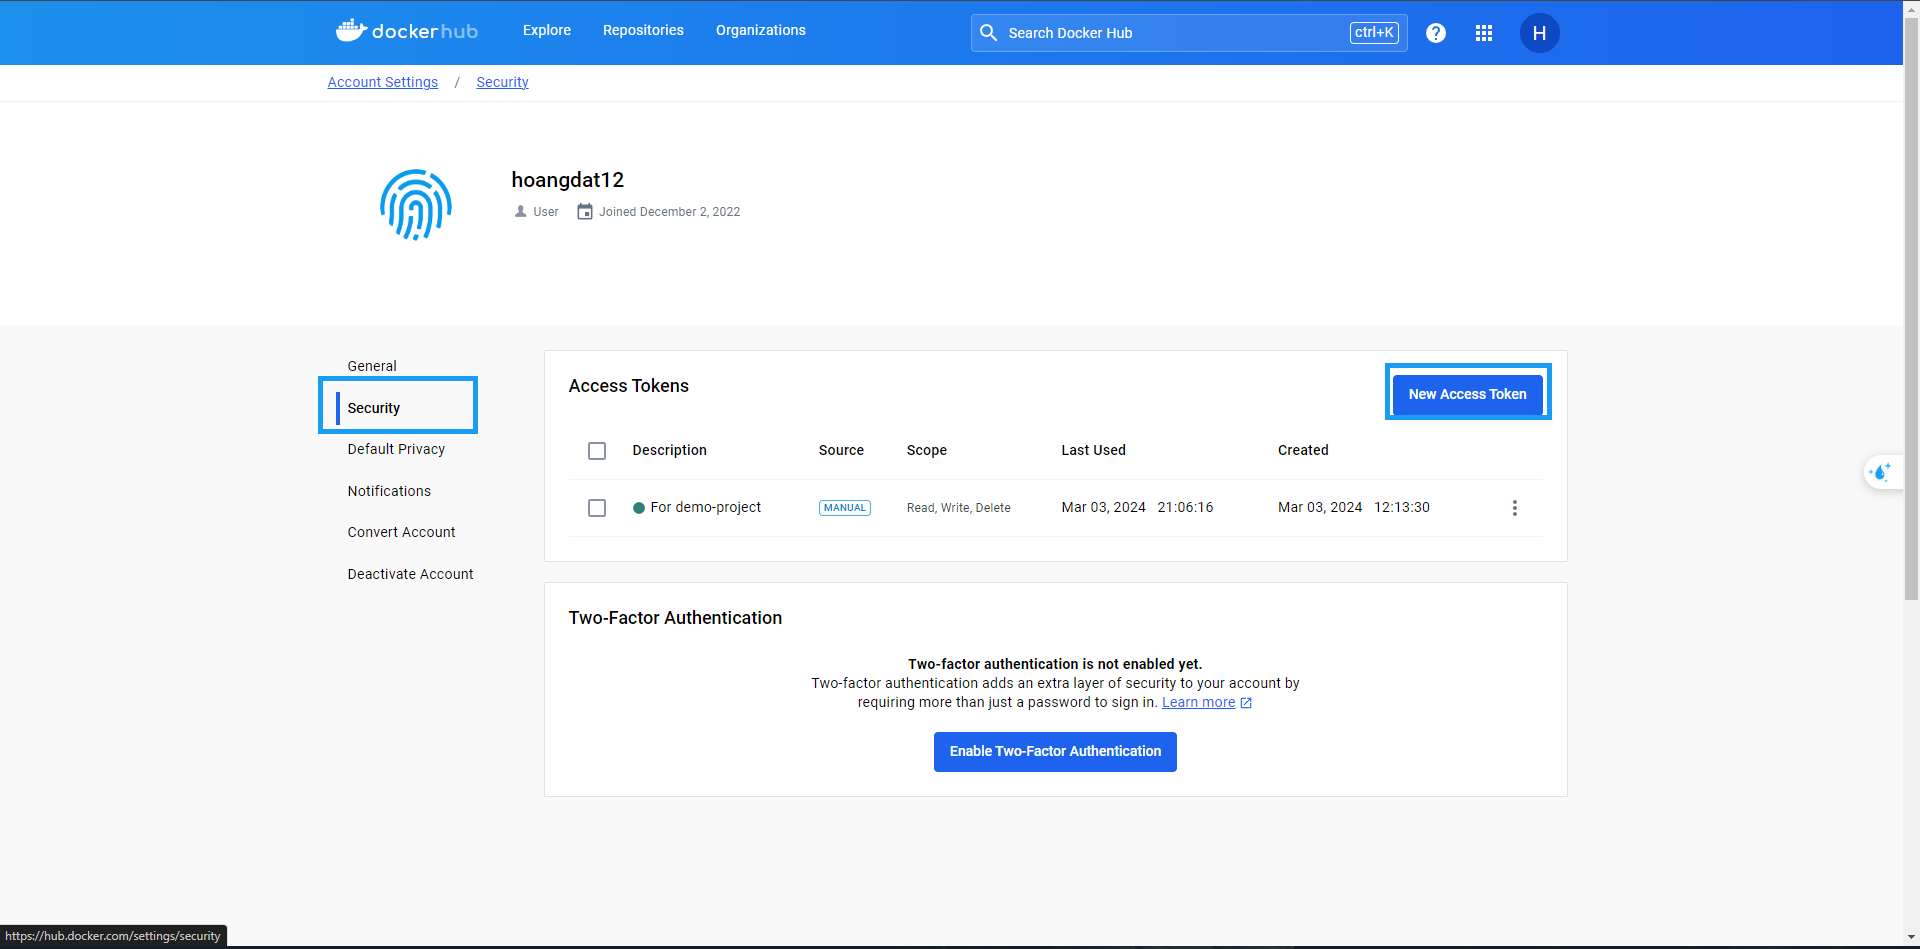 dockerhub Explore Repositories Organizations Search Docker Hub ctrl+K ? H
Account Settings / Security
hoangdat12
User Joined December 2, 2022
General
Security
Default Privacy
Notifications
Convert Account
Deactivate Account
Access Tokens New Access Token
Description Source Scope Last Used Created
For demo-project MANUAL Read, Write, Delete Mar 03, 2024 21:06:16 Mar 03, 2024 12:13:30
Two-Factor Authentication
Two-factor authentication is not enabled yet.
Two-factor authentication adds an extra layer of security to your account by
requiring more than just a password to sign in. Learn more
Enable Two-Factor Authentication
https://hub.docker.com/settings/security